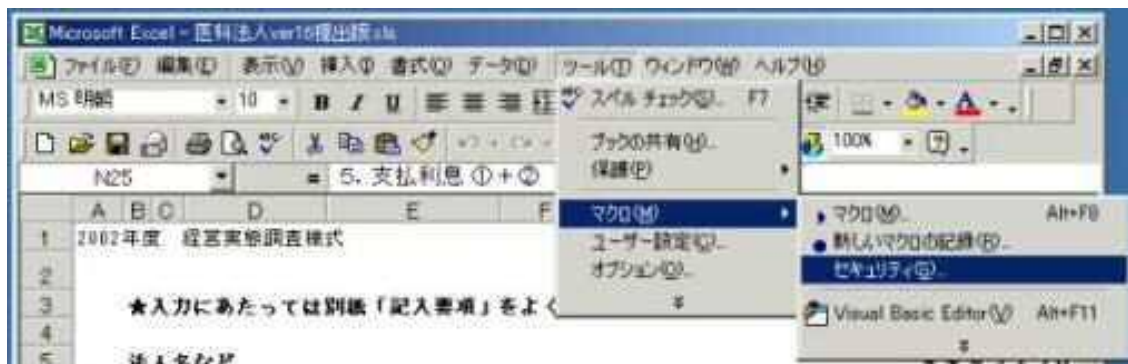 Microsoft Excel - 医科法人ver16提出版.xls
ファイル(F) 編集(E) 表示(V) 挿入(I) 書式(O) データ(D) ツール(T) ウィンドウ(W) ヘルプ(H)
MS 明朝 10 B I U
スペル チェック(S)... F7
ブックの共有(H)...
100%
保護(P)
N25 = 5. 支払利息 ①+②
マクロ(M)
マクロ(M)... Alt+F8
ユーザー設定(C)...
新しいマクロの記録(R)...
オプション(O)...
セキュリティ(S)...
Visual Basic Editor(V) Alt+F11
A B C D E F
1 2002年度 経営実態調査様式
2
3 ★入力にあたっては別紙「記入要項」をよく
4
5 法人名など